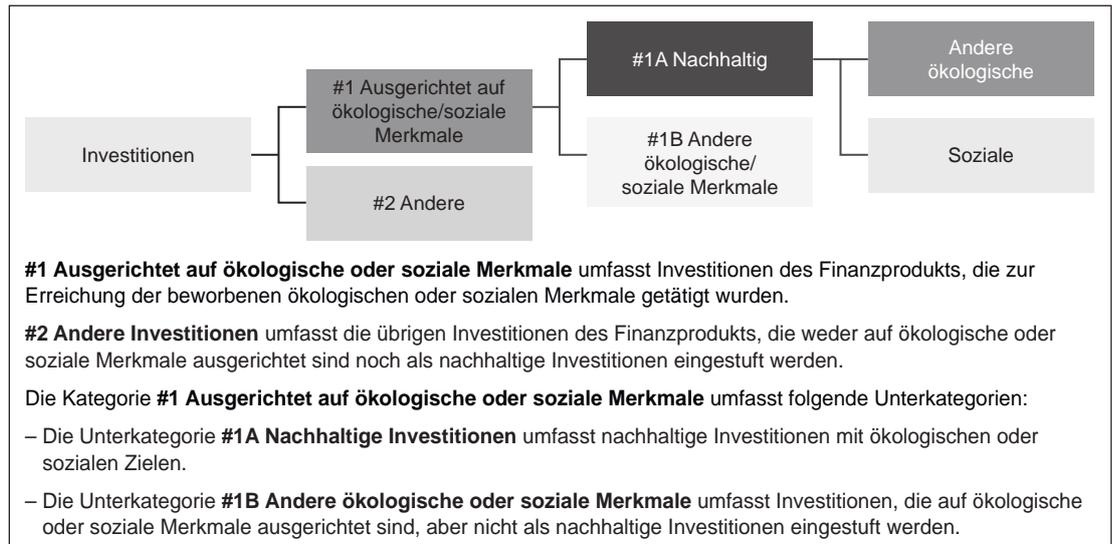 Investitionen
#1 Ausgerichtet auf
ökologische/soziale
Merkmale
#2 Andere
#1A Nachhaltig
#1B Andere
ökologische/
soziale Merkmale
Andere
ökologische
Soziale
#1 Ausgerichtet auf ökologische oder soziale Merkmale umfasst Investitionen des Finanzprodukts, die zur
Erreichung der beworbenen ökologischen oder sozialen Merkmale getätigt wurden.
#2 Andere Investitionen umfasst die übrigen Investitionen des Finanzprodukts, die weder auf ökologische oder
soziale Merkmale ausgerichtet sind noch als nachhaltige Investitionen eingestuft werden.
Die Kategorie #1 Ausgerichtet auf ökologische oder soziale Merkmale umfasst folgende Unterkategorien:
– Die Unterkategorie #1A Nachhaltige Investitionen umfasst nachhaltige Investitionen mit ökologischen oder
sozialen Zielen.
– Die Unterkategorie #1B Andere ökologische oder soziale Merkmale umfasst Investitionen, die auf ökologische
oder soziale Merkmale ausgerichtet sind, aber nicht als nachhaltige Investitionen eingestuft werden.